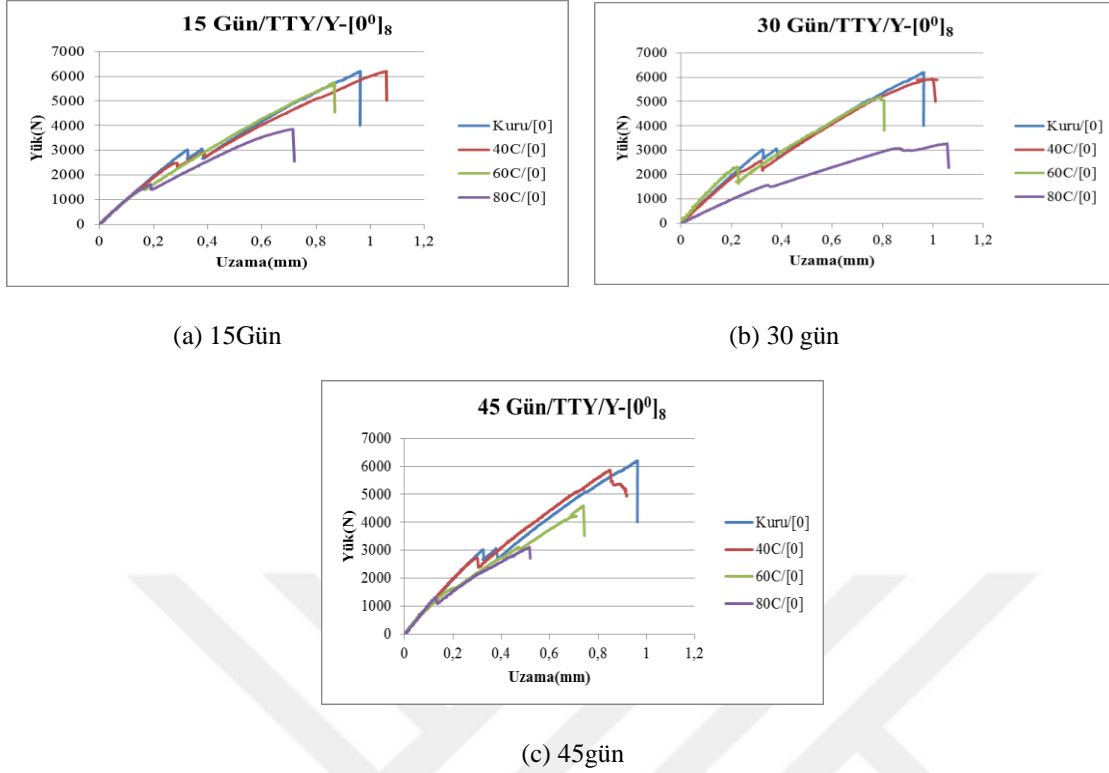 15 Gün/TTY/Y-[0⁰]₈
7000
6000
5000
4000
3000
2000
1000
0
Yük(N)
0 0,2 0,4 0,6 0,8 1 1,2
Uzama(mm)
Kuru/[0]
40C/[0]
60C/[0]
80C/[0]
30 Gün/TTY/Y-[0⁰]₈
7000
6000
5000
4000
3000
2000
1000
0
Yük(N)
0 0,2 0,4 0,6 0,8 1 1,2
Uzama(mm)
Kuru/[0]
40C/[0]
60C/[0]
80C/[0]
(a) 15Gün
(b) 30 gün
45 Gün/TTY/Y-[0⁰]₈
7000
6000
5000
4000
3000
2000
1000
0
Yük(N)
0 0,2 0,4 0,6 0,8 1 1,2
Uzama(mm)
Kuru/[0]
40C/[0]
60C/[0]
80C/[0]
(c) 45gün